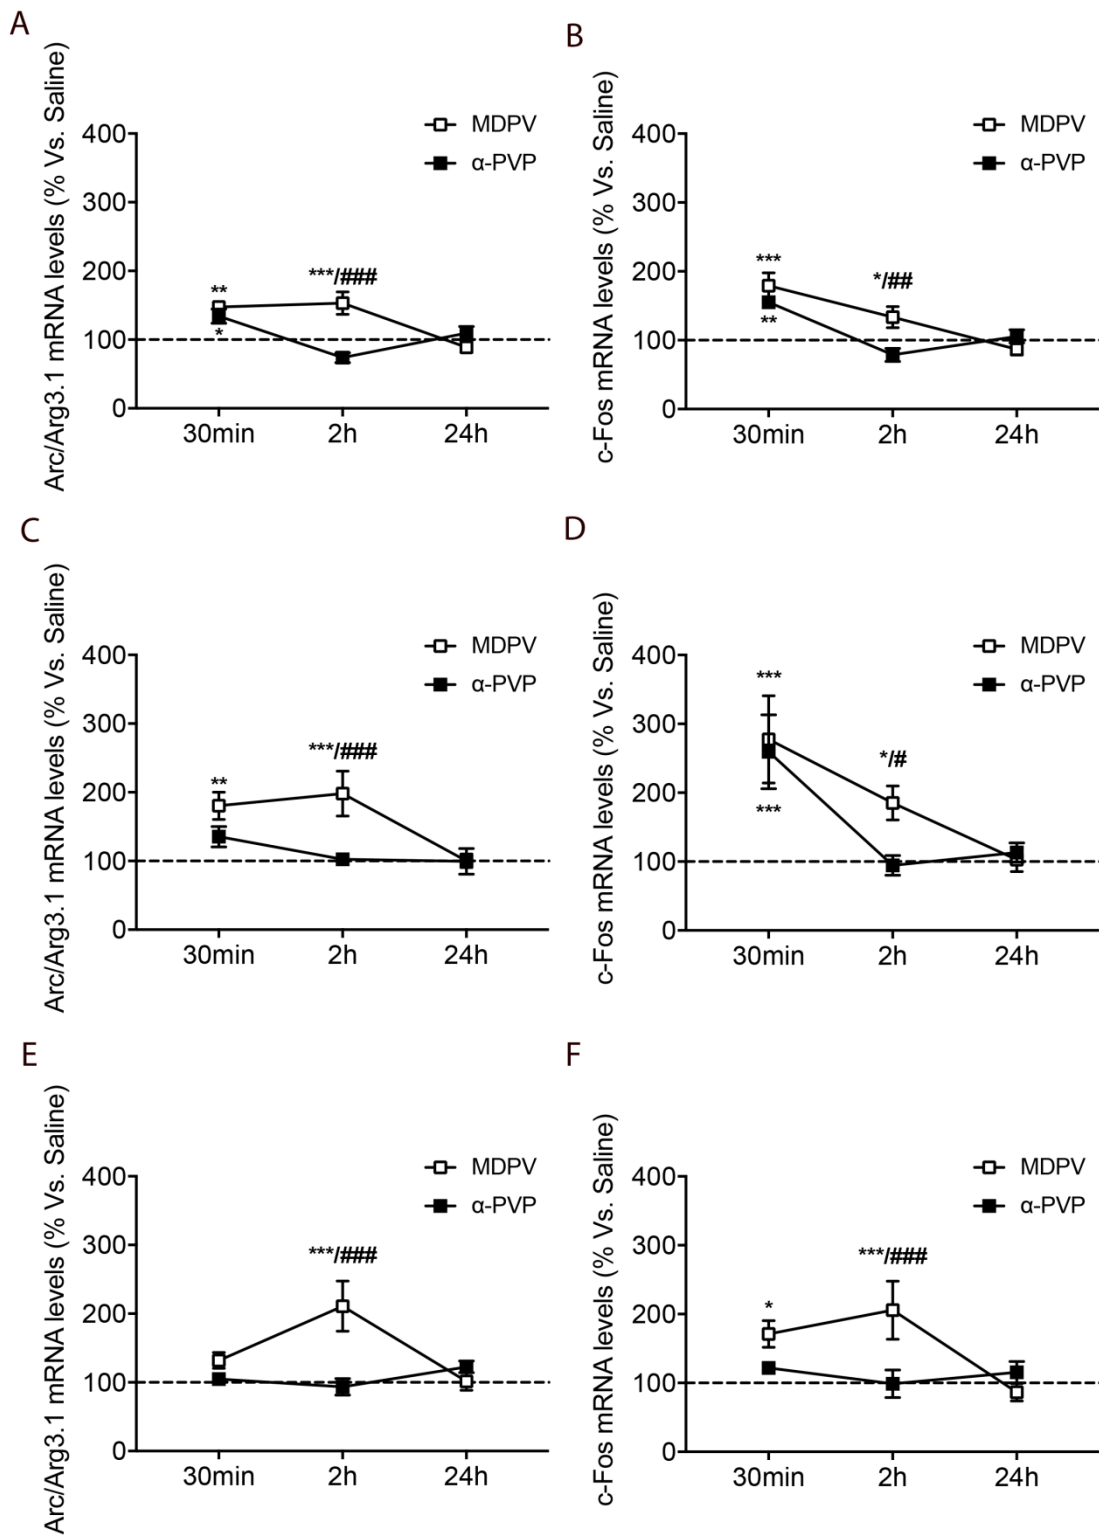 A
Arc/Arg3.1 mRNA levels (% Vs. Saline)
MDPV
α-PVP
400
300
200
100
0
**
*
***/###
30min
2h
24h
B
c-Fos mRNA levels (% Vs. Saline)
MDPV
α-PVP
400
300
200
100
0
***
**
*/##
30min
2h
24h
C
Arc/Arg3.1 mRNA levels (% Vs. Saline)
MDPV
α-PVP
400
300
200
100
0
**
***/###
30min
2h
24h
D
c-Fos mRNA levels (% Vs. Saline)
MDPV
α-PVP
400
300
200
100
0
***
***
*/#
30min
2h
24h
E
Arc/Arg3.1 mRNA levels (% Vs. Saline)
MDPV
α-PVP
400
300
200
100
0
***/###
30min
2h
24h
F
c-Fos mRNA levels (% Vs. Saline)
MDPV
α-PVP
400
300
200
100
0
*
***/###
30min
2h
24h